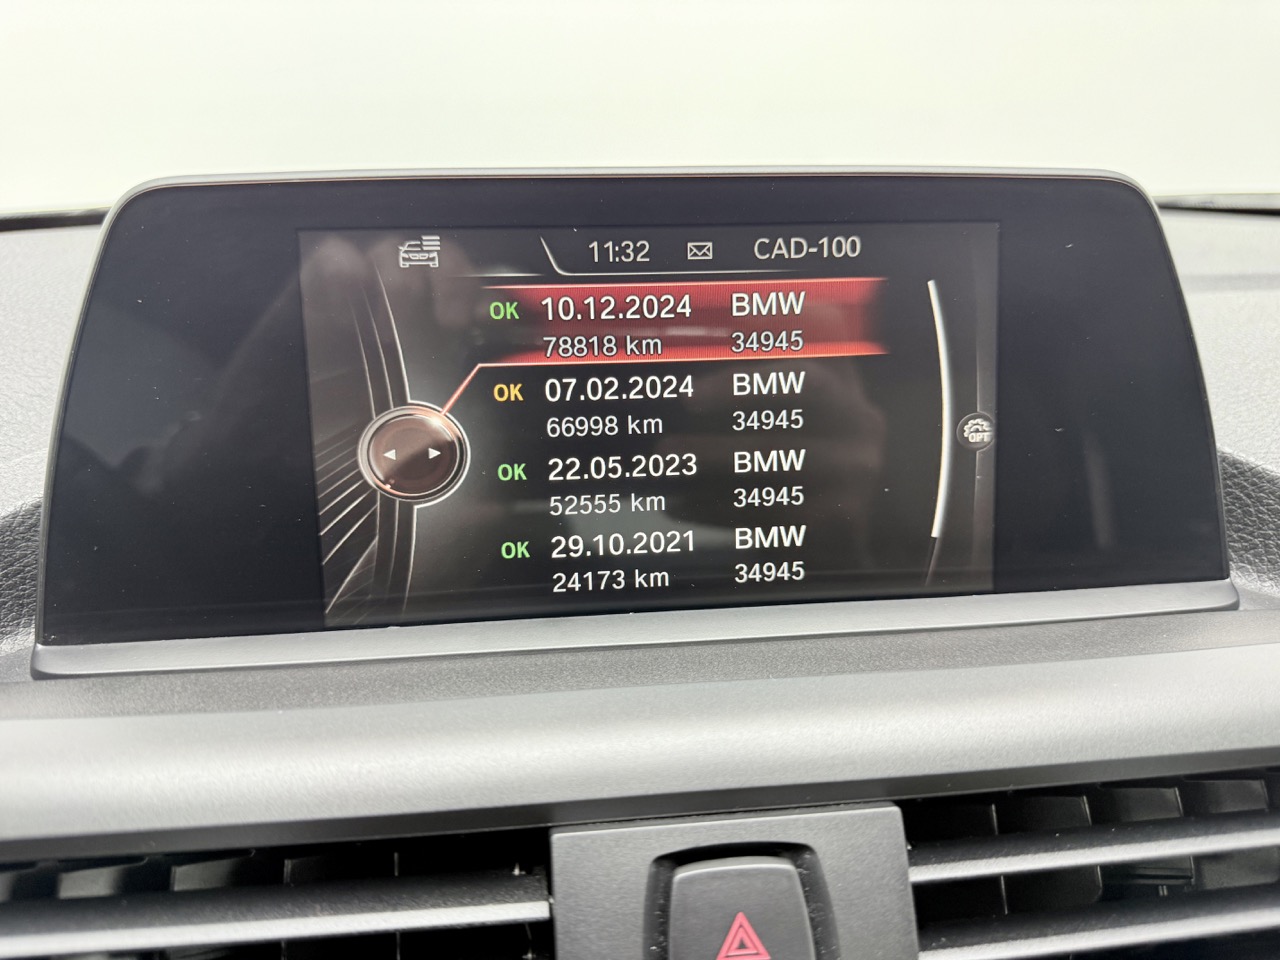 11:32 CAD-100
OK 10.12.2024 BMW
78818 km 34945
OK 07.02.2024 BMW
66998 km 34945
OPT
OK 22.05.2023 BMW
52555 km 34945
OK 29.10.2021 BMW
24173 km 34945